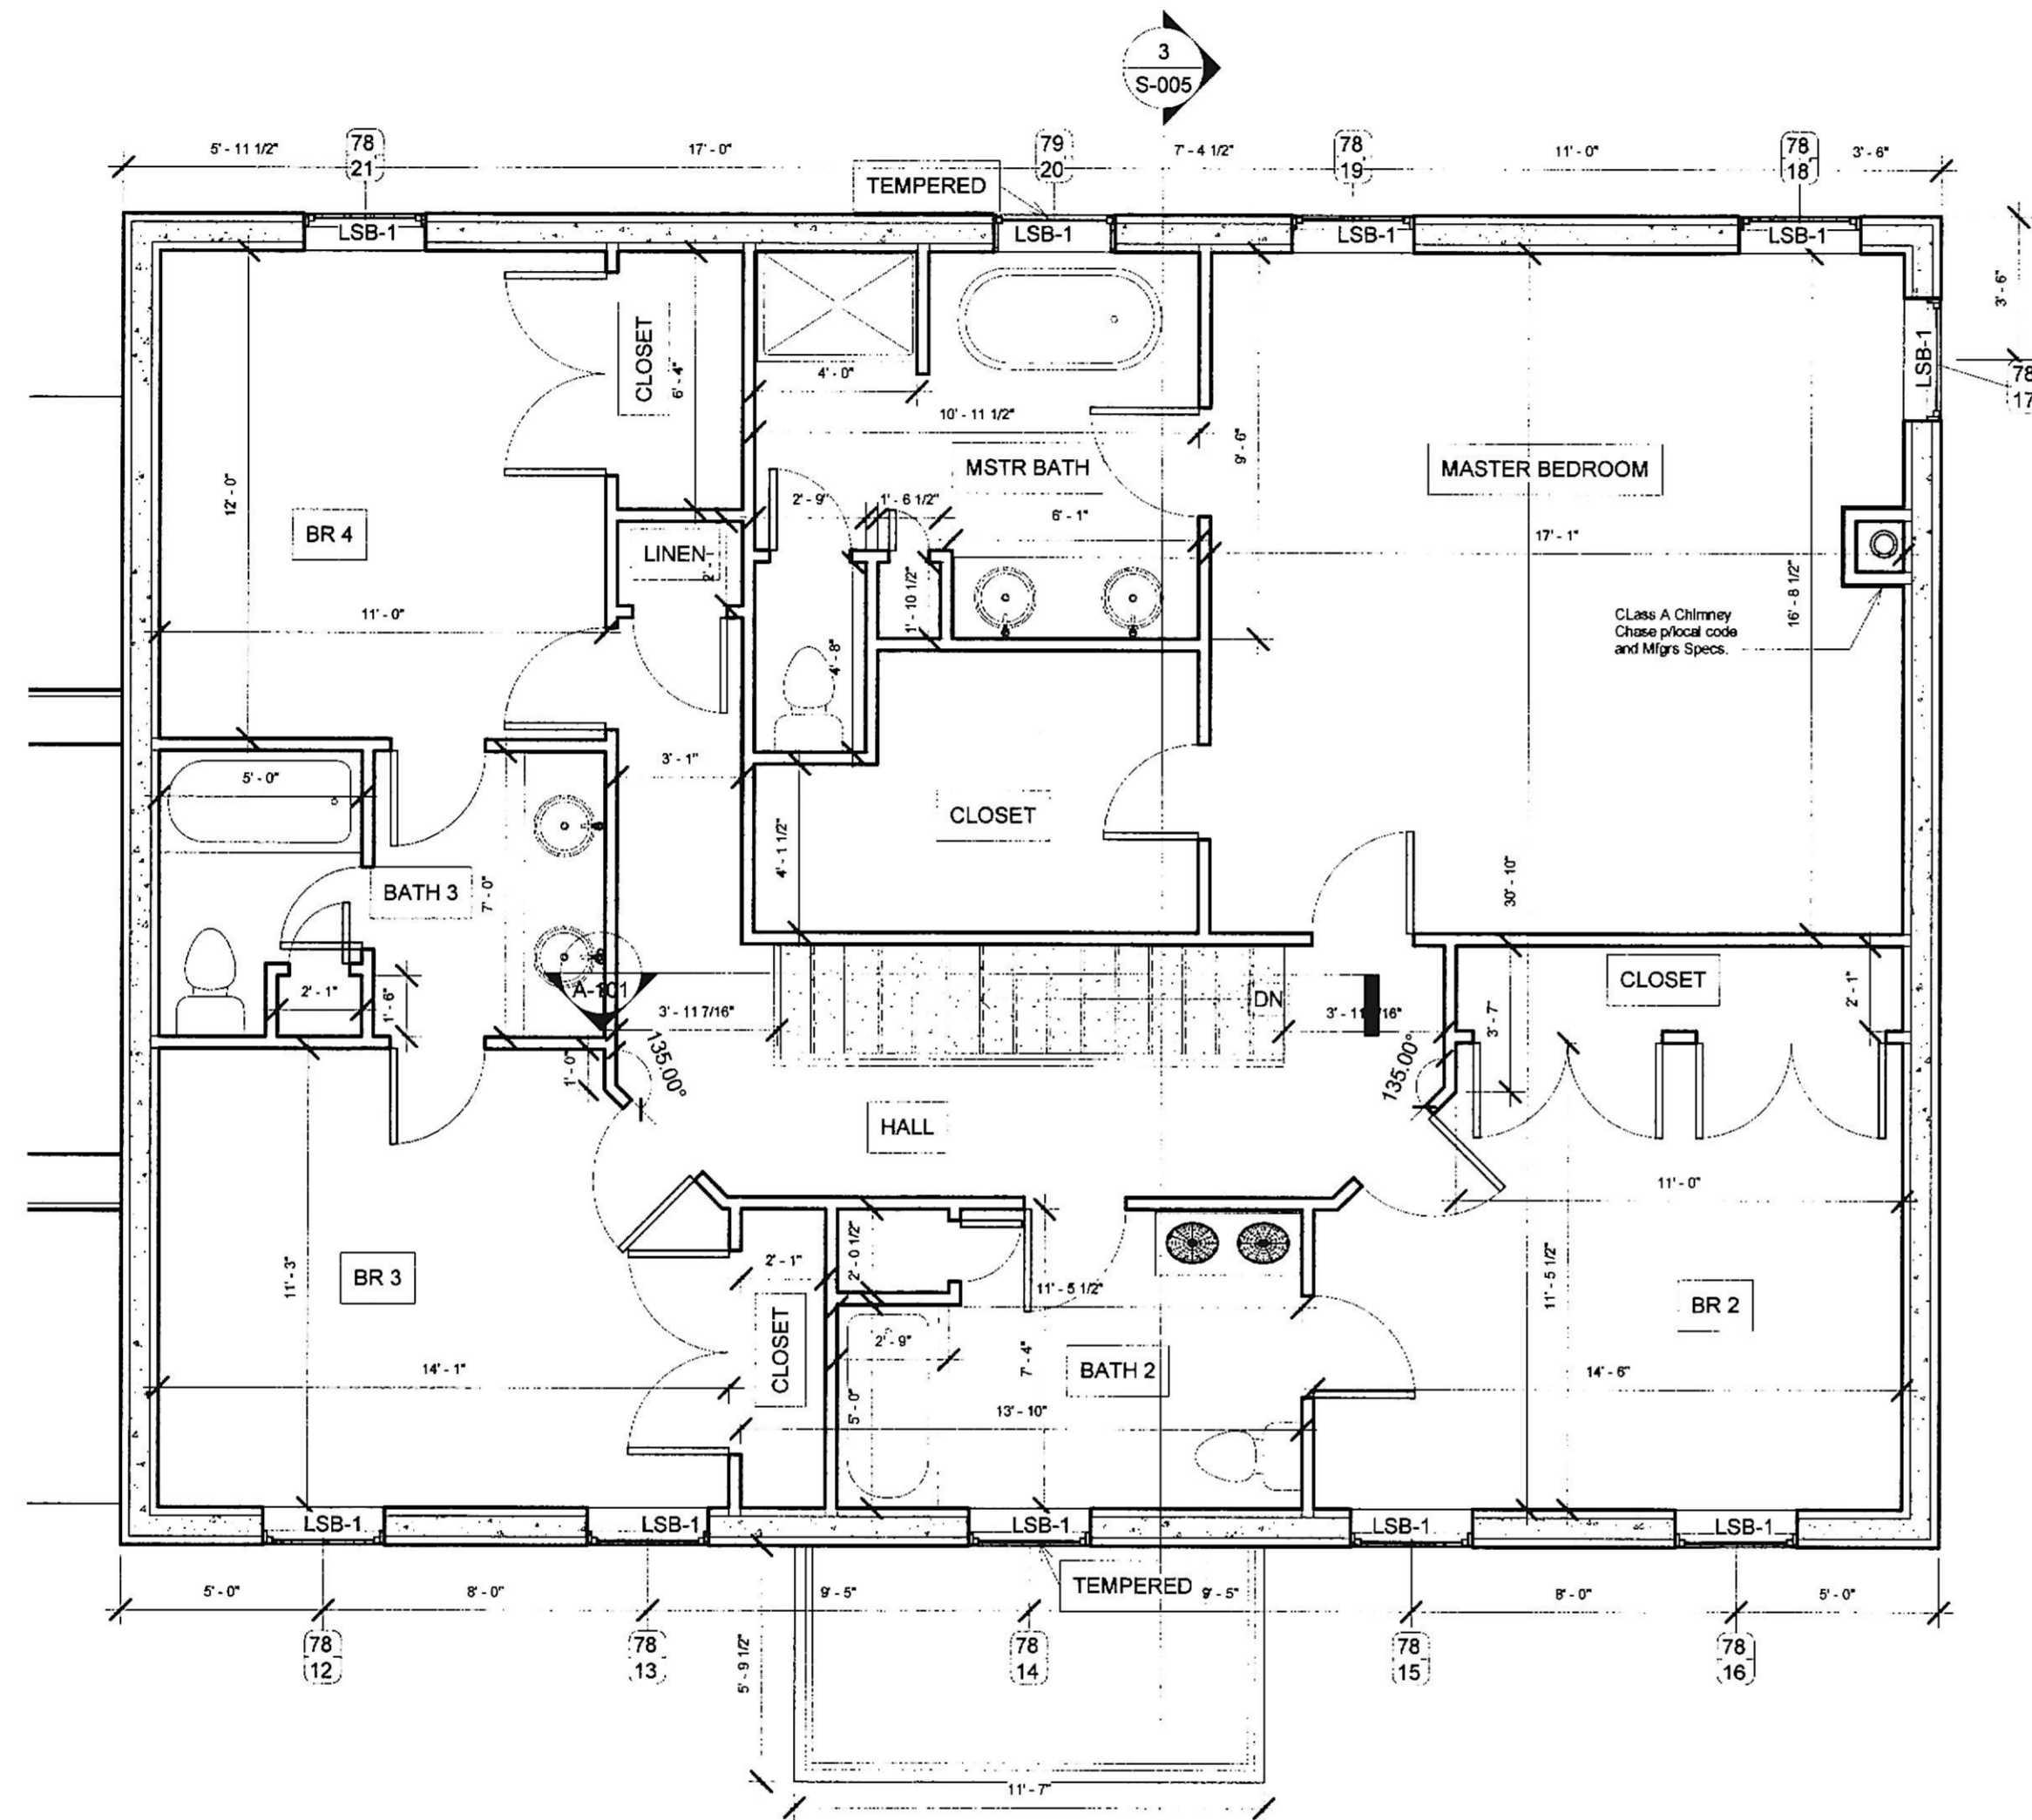 3
S-005
5' - 11 1/2"
78
21
17' - 0"
79
20
7' - 4 1/2"
78
19
11' - 0"
78
18
3' - 6"
TEMPERED
LSB-1
LSB-1
LSB-1
LSB-1
3' - 6"
LSB-1
78
17
CLOSET
6' - 4"
4' - 0"
10' - 11 1/2"
9' - 6"
MSTR BATH
MASTER BEDROOM
12' - 0"
BR 4
2' - 9"
1' - 6 1/2"
6' - 1"
17' - 1"
LINEN
11' - 0"
1' - 10 1/2"
4' - 8"
16' - 8 1/2"
CLass A Chimney
Chase p/local code
and Mfgrs Specs.
5' - 0"
3' - 1"
CLOSET
4' - 1 1/2"
BATH 3
7' - 0"
30' - 10"
2' - 1"
1' - 6"
A-101
3' - 11 7/16"
DN
CLOSET
2' - 1"
3' - 7"
1' - 0"
135.00°
135.00°
HALL
11' - 0"
11' - 3"
BR 3
2' - 1"
2' - 0 1/2"
11' - 5 1/2"
11' - 5 1/2"
BR 2
CLOSET
2' - 9"
7' - 4"
BATH 2
14' - 1"
14' - 6"
5' - 0"
13' - 10"
LSB-1
LSB-1
LSB-1
LSB-1
LSB-1
TEMPERED
5' - 0"
8' - 0"
9' - 5"
9' - 5"
8' - 0"
5' - 0"
78
12
78
13
78
14
78
15
78
16
5' - 9 1/2"
11' - 7"